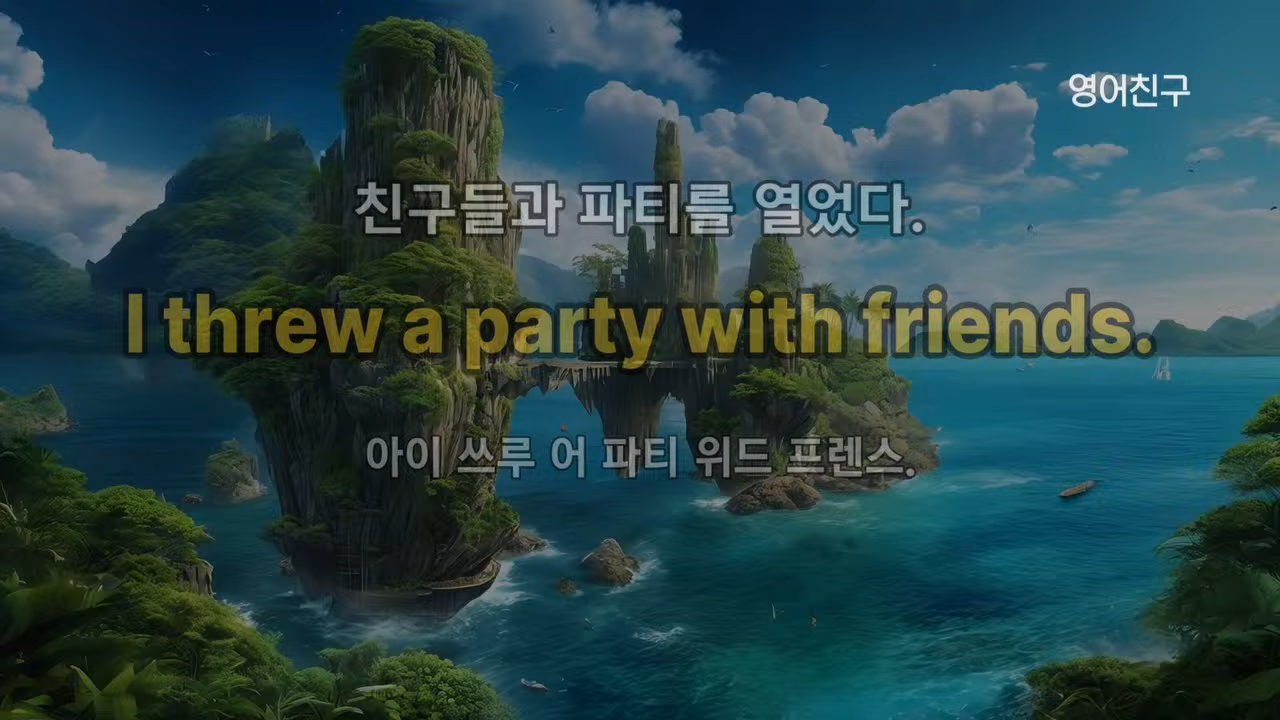 영어친구
친구들과 파티를 열었다.
I threw a party with friends.
아이 쓰루 어 파티 위드 프렌스.